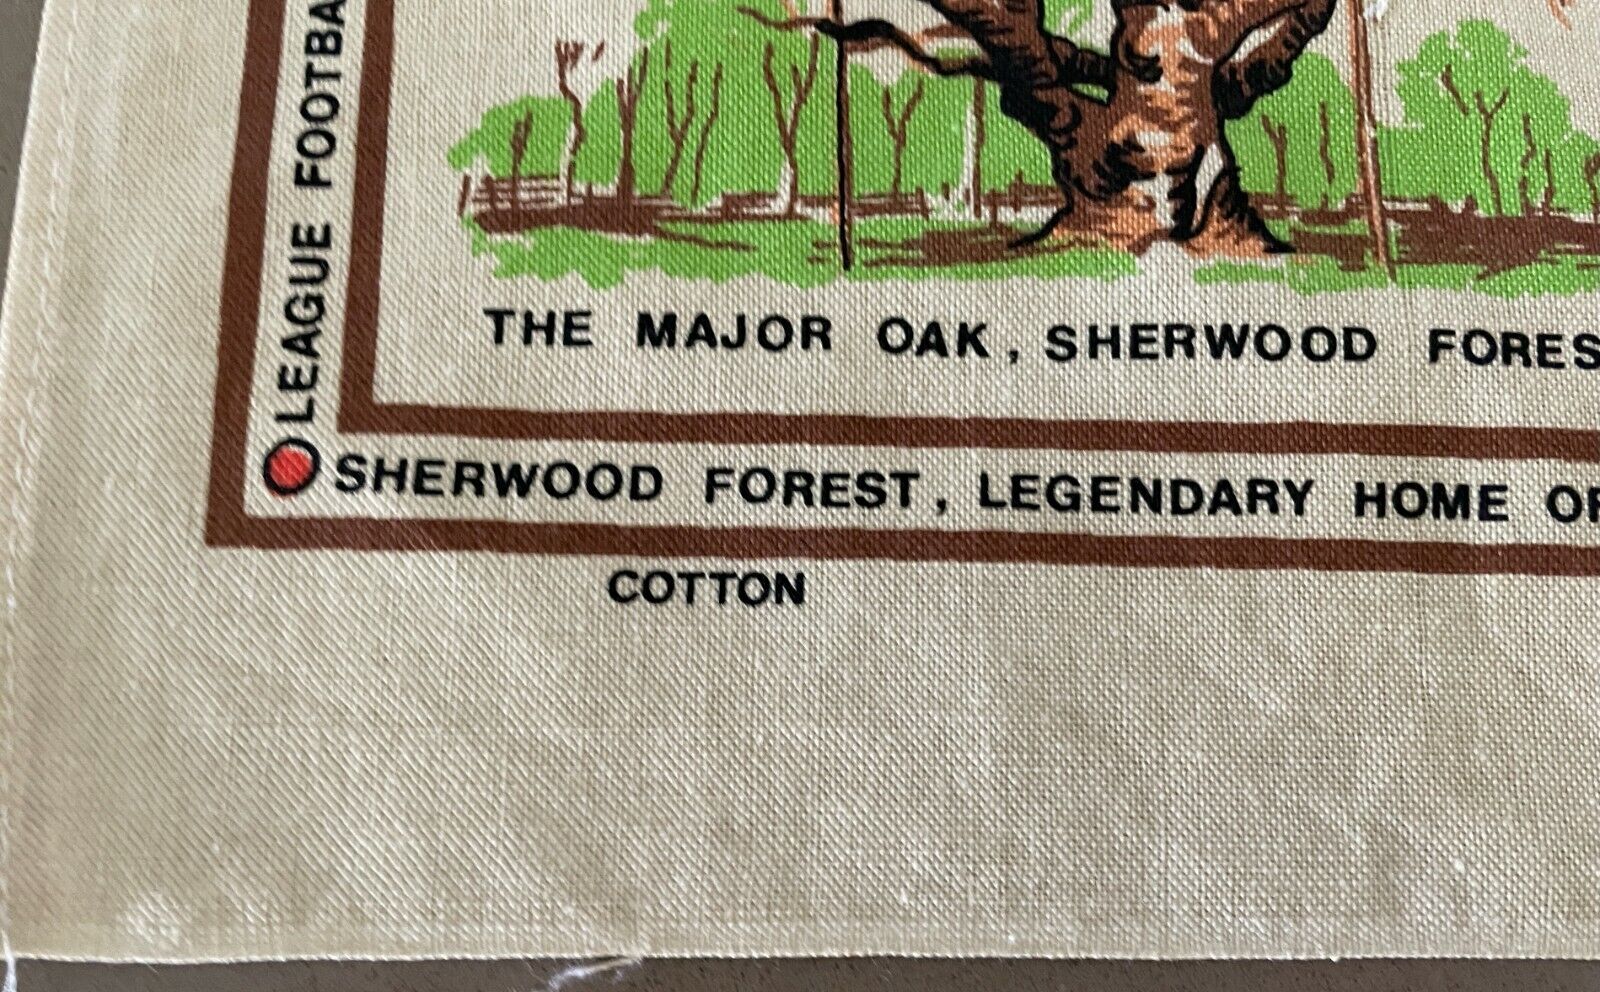 LEAGUE
THE MAJOR OAK, SHERWOOD
SHERWOOD FOREST, LEGENDARY HOME
COTTON